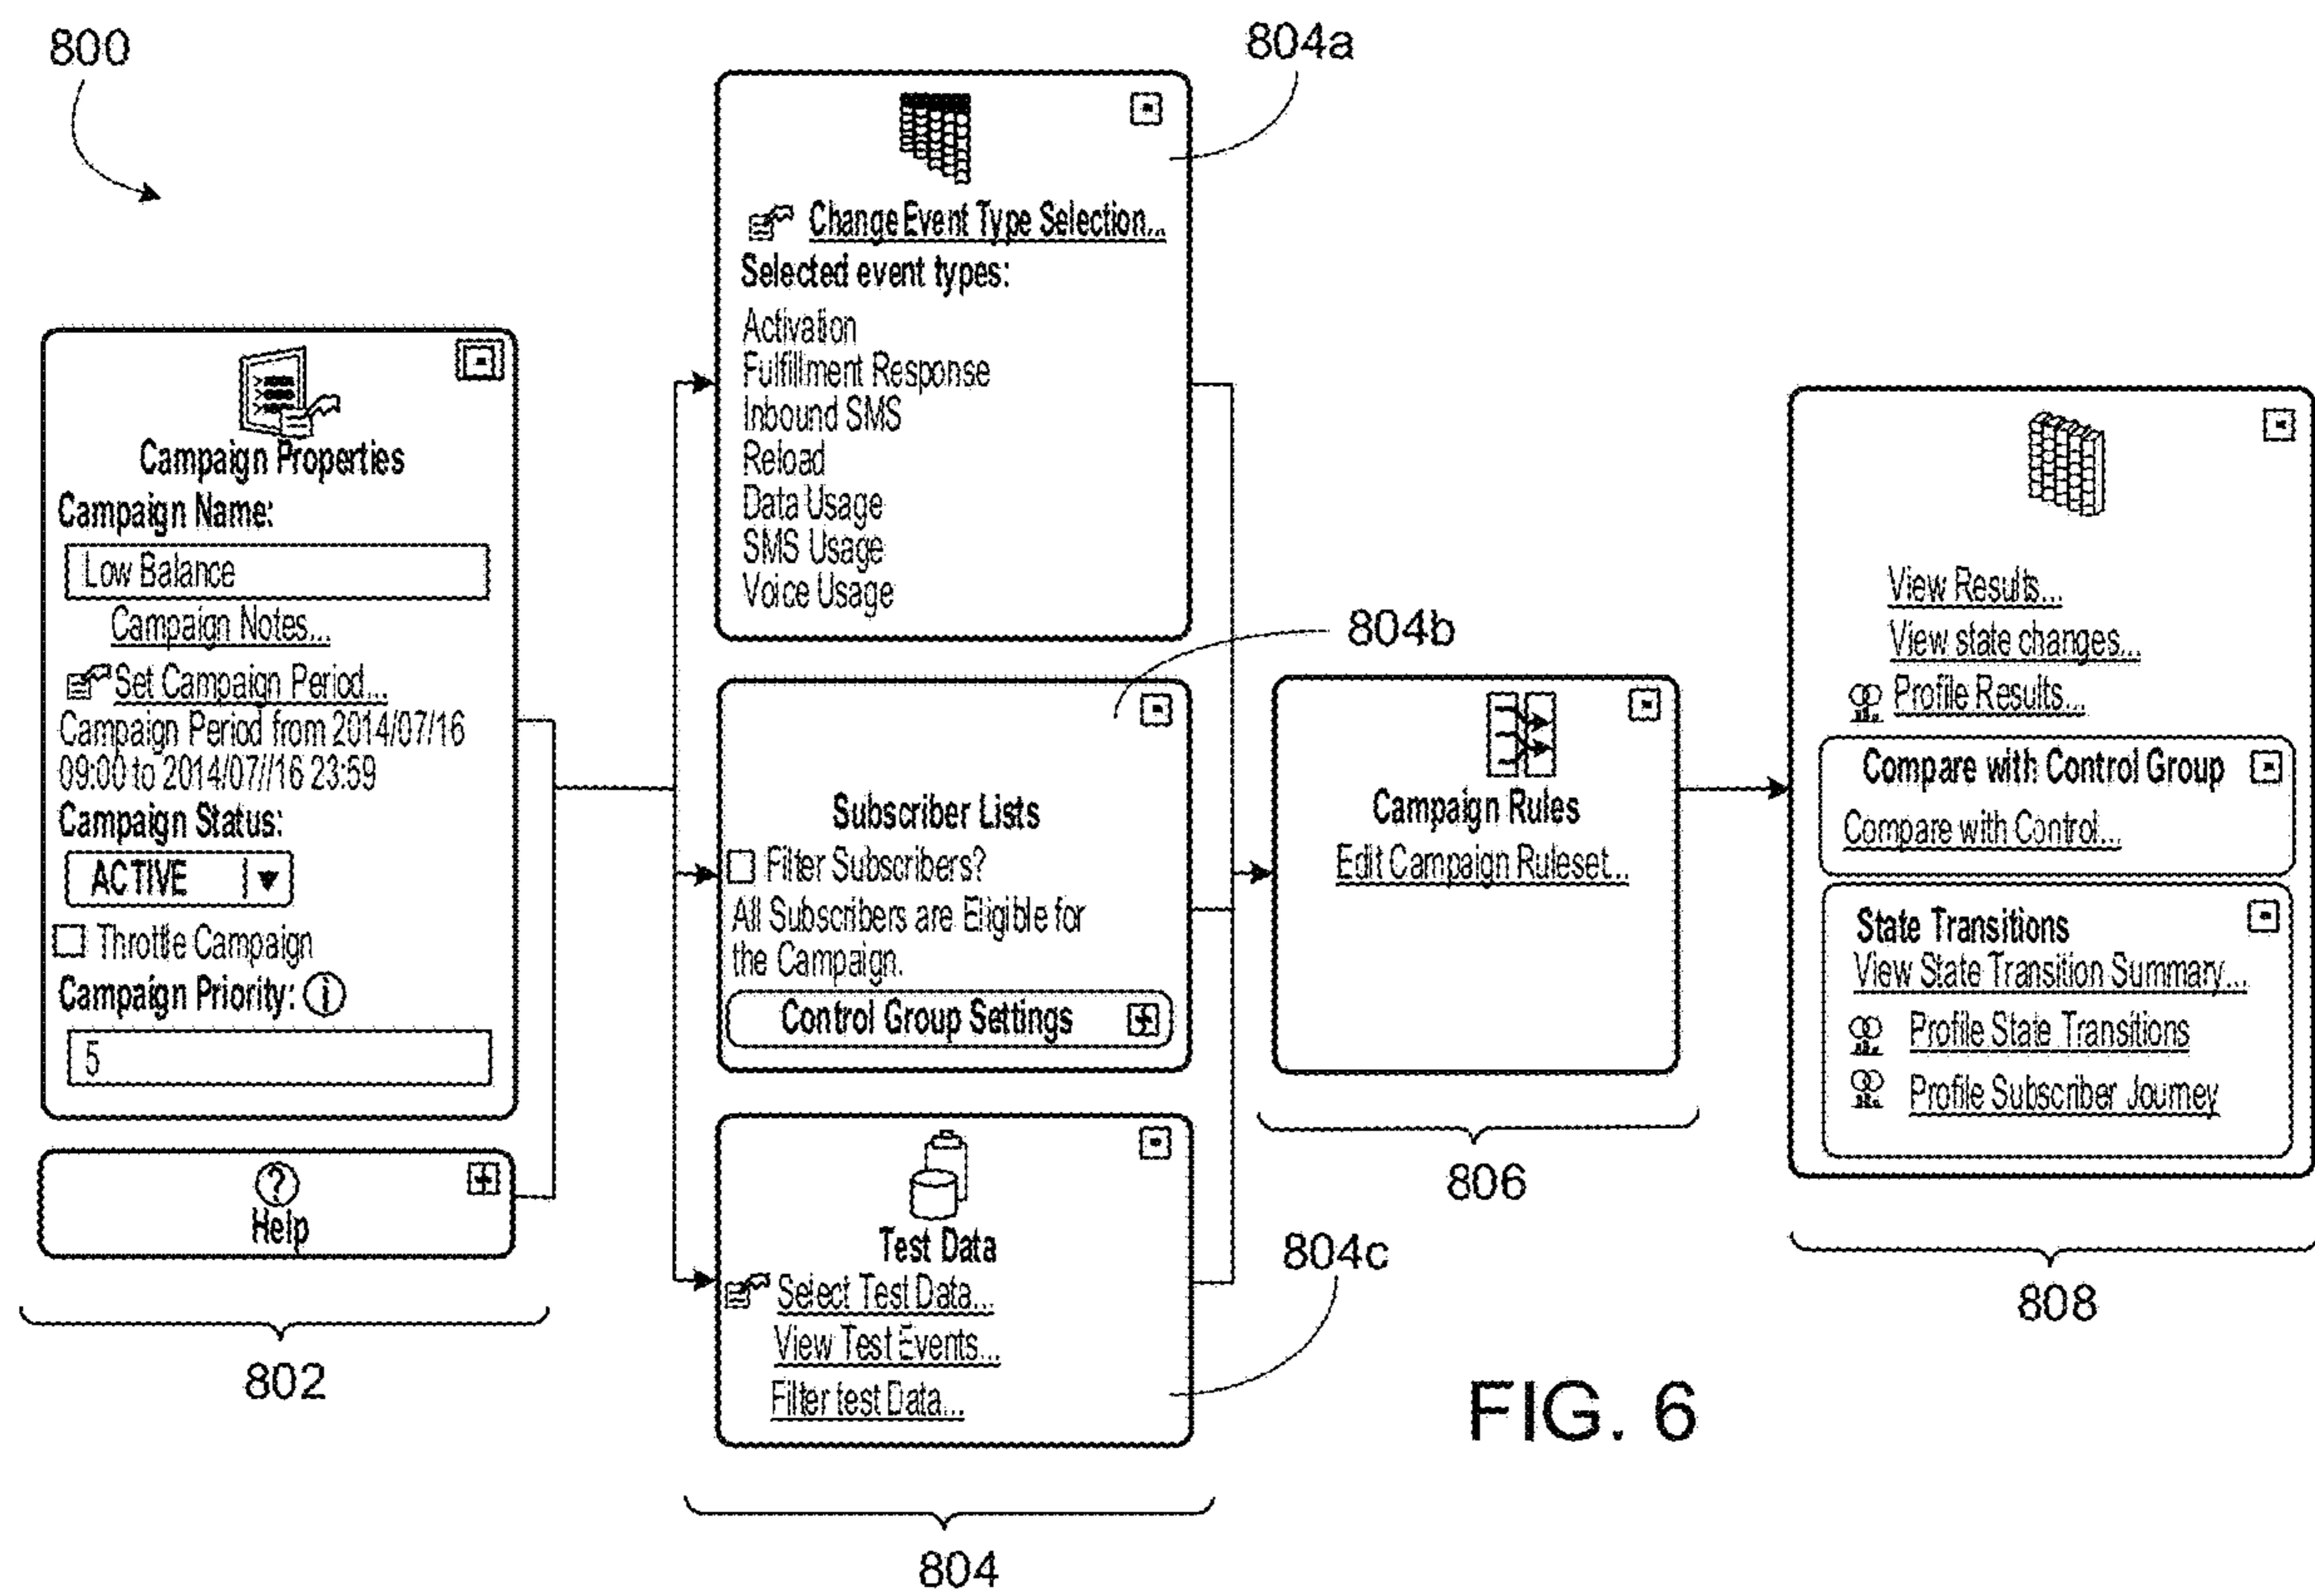 800
Campaign Properties
Campaign Name:
Low Balance
Campaign Notes...
Set Campaign Period...
Campaign Period from 2014/07/16
09:00 to 2014/07//16 23:59
Campaign Status:
ACTIVE
Throttle Campaign
Campaign Priority: i
5
?
Help
802
804a
Change Event Type Selection...
Selected event types:
Activation
Fulfillment Response
Inbound SMS
Reload
Data Usage
SMS Usage
Voice Usage
804b
Subscriber Lists
Filter Subscribers?
All Subscribers are Eligible for
the Campaign.
Control Group Settings
Test Data
Select Test Data...
View Test Events...
Filter test Data...
804c
804
Campaign Rules
Edit Campaign Ruleset...
806
View Results...
View state changes...
Profile Results...
Compare with Control Group
Compare with Control...
State Transitions
View State Transition Summary...
Profile State Transitions
Profile Subscriber Journey
808
FIG. 6